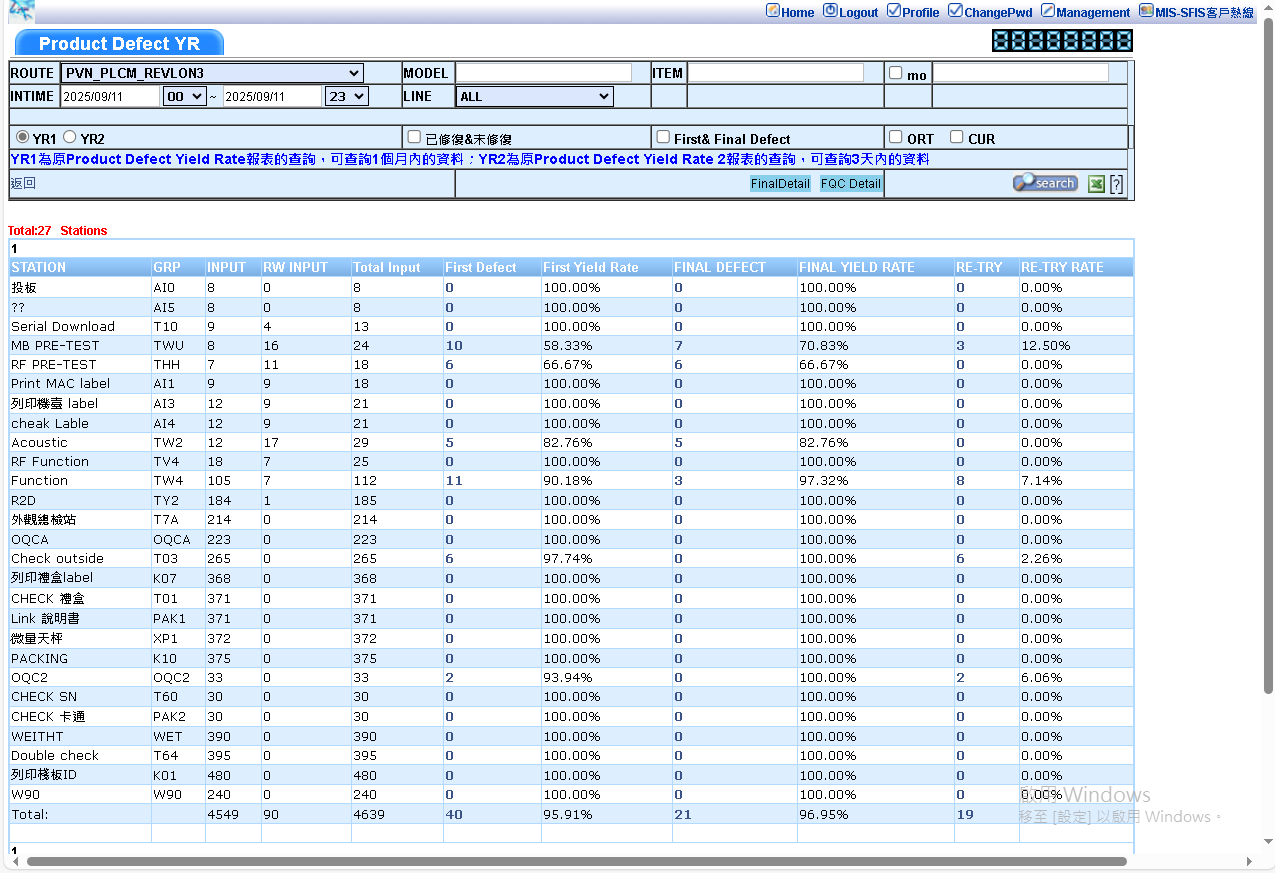 Home Logout Profile ChangePwd Management MIS-SFIS客戶熱線
Product Defect YR
ROUTE PVN_PLCM_REVLON3 MODEL ITEM mo
INTIME 2025/09/11 00 ~ 2025/09/11 23 LINE ALL
YR1 YR2 已修復&未修復 First& Final Defect ORT CUR
YR1為原Product Defect Yield Rate報表的查詢，可查詢1個月內的資料；YR2為原Product Defect Yield Rate 2報表的查詢，可查詢3天內的資料
返回 FinalDetail FQC Detail search [?]
Total:27 Stations
1
STATION GRP INPUT RW INPUT Total Input First Defect First Yield Rate FINAL DEFECT FINAL YIELD RATE RE-TRY RE-TRY RATE
投板 AI0 8 0 8 0 100.00% 0 100.00% 0 0.00%
?? AI5 8 0 8 0 100.00% 0 100.00% 0 0.00%
Serial Download T10 9 4 13 0 100.00% 0 100.00% 0 0.00%
MB PRE-TEST TWU 8 16 24 10 58.33% 7 70.83% 3 12.50%
RF PRE-TEST THH 7 11 18 6 66.67% 6 66.67% 0 0.00%
Print MAC label AI1 9 9 18 0 100.00% 0 100.00% 0 0.00%
列印機臺 label AI3 12 9 21 0 100.00% 0 100.00% 0 0.00%
cheak Lable AI4 12 9 21 0 100.00% 0 100.00% 0 0.00%
Acoustic TW2 12 17 29 5 82.76% 5 82.76% 0 0.00%
RF Function TV4 18 7 25 0 100.00% 0 100.00% 0 0.00%
Function TW4 105 7 112 11 90.18% 3 97.32% 8 7.14%
R2D TY2 184 1 185 0 100.00% 0 100.00% 0 0.00%
外觀總檢站 T7A 214 0 214 0 100.00% 0 100.00% 0 0.00%
OQCA OQCA 223 0 223 0 100.00% 0 100.00% 0 0.00%
Check outside T03 265 0 265 6 97.74% 0 100.00% 6 2.26%
列印禮盒label K07 368 0 368 0 100.00% 0 100.00% 0 0.00%
CHECK 禮盒 T01 371 0 371 0 100.00% 0 100.00% 0 0.00%
Link 說明書 PAK1 371 0 371 0 100.00% 0 100.00% 0 0.00%
微量天枰 XP1 372 0 372 0 100.00% 0 100.00% 0 0.00%
PACKING K10 375 0 375 0 100.00% 0 100.00% 0 0.00%
OQC2 OQC2 33 0 33 2 93.94% 0 100.00% 2 6.06%
CHECK SN T60 30 0 30 0 100.00% 0 100.00% 0 0.00%
CHECK 卡通 PAK2 30 0 30 0 100.00% 0 100.00% 0 0.00%
WEITHT WET 390 0 390 0 100.00% 0 100.00% 0 0.00%
Double check T64 395 0 395 0 100.00% 0 100.00% 0 0.00%
列印棧板ID K01 480 0 480 0 100.00% 0 100.00% 0 0.00%
W90 W90 240 0 240 0 100.00% 0 100.00% 0 0.00%
Total: 4549 90 4639 40 95.91% 21 96.95% 19
啟用 Windows
移至 [設定] 以啟用 Windows。
1